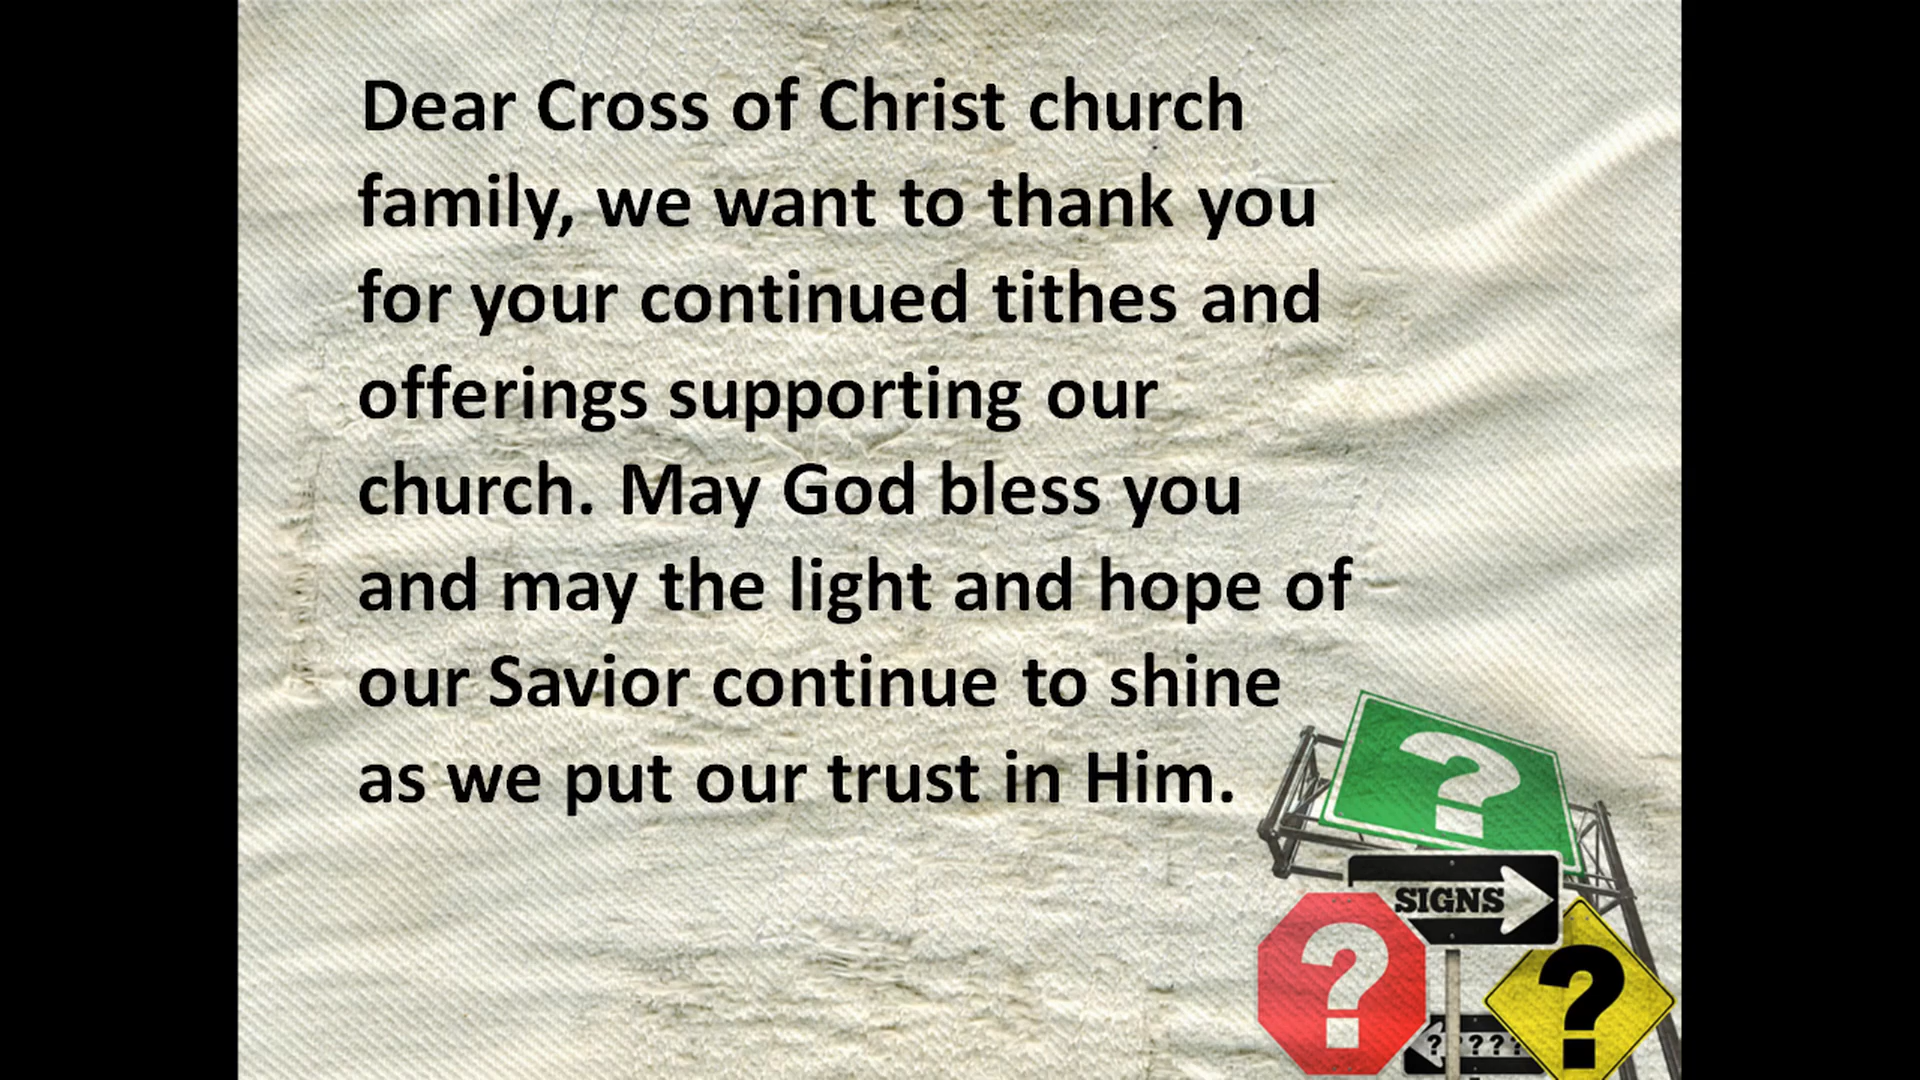 Dear Cross of Christ church
family, we want to thank you
for your continued tithes and
offerings supporting our
church. May God bless you
and may the light and hope of
our Savior continue to shine
as we put our trust in Him.
?
SIGNS
?
?
? ? ? ?